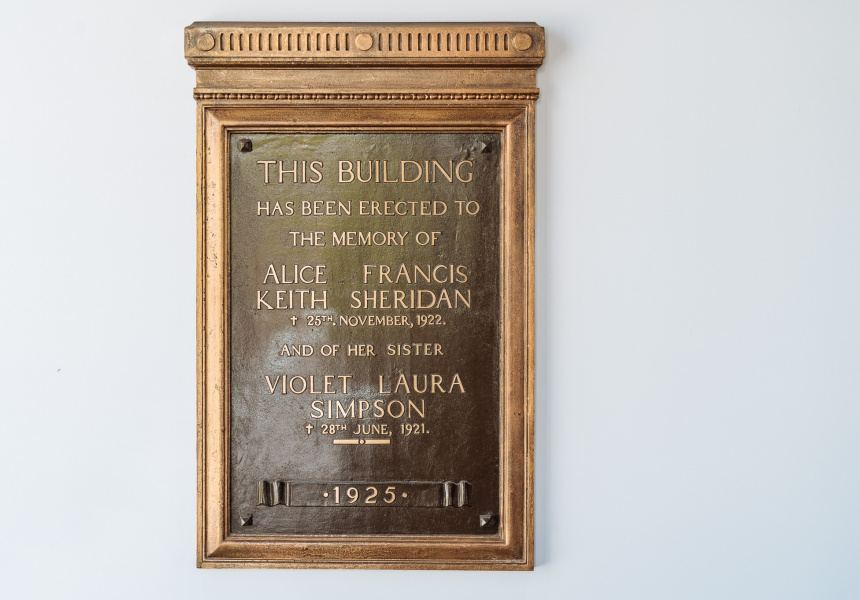 THIS BUILDING
HAS BEEN ERECTED TO
THE MEMORY OF
ALICE FRANCIS
KEITH SHERIDAN
✝ 25TH. NOVEMBER, 1922.
AND OF HER SISTER
VIOLET LAURA
SIMPSON
✝ 28TH JUNE, 1921.
·1925·